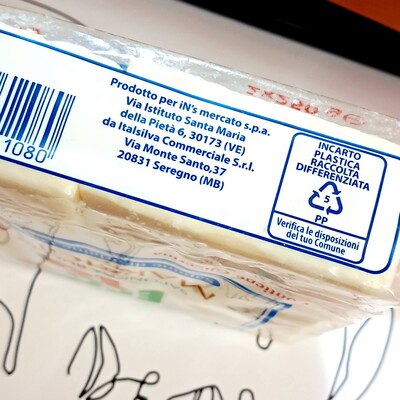 Prodotto per iN's mercato s.p.a.
Via Istituto Santa Maria
della Pietà 6, 30173 (VE)
da Italsilva Commerciale S.r.l.
Via Monte Santo,37
20831 Seregno (MB)
1080
INCARTO
PLASTICA
RACCOLTA
DIFFERENZIATA
5
PP
Verifica le disposizioni
del tuo Comune